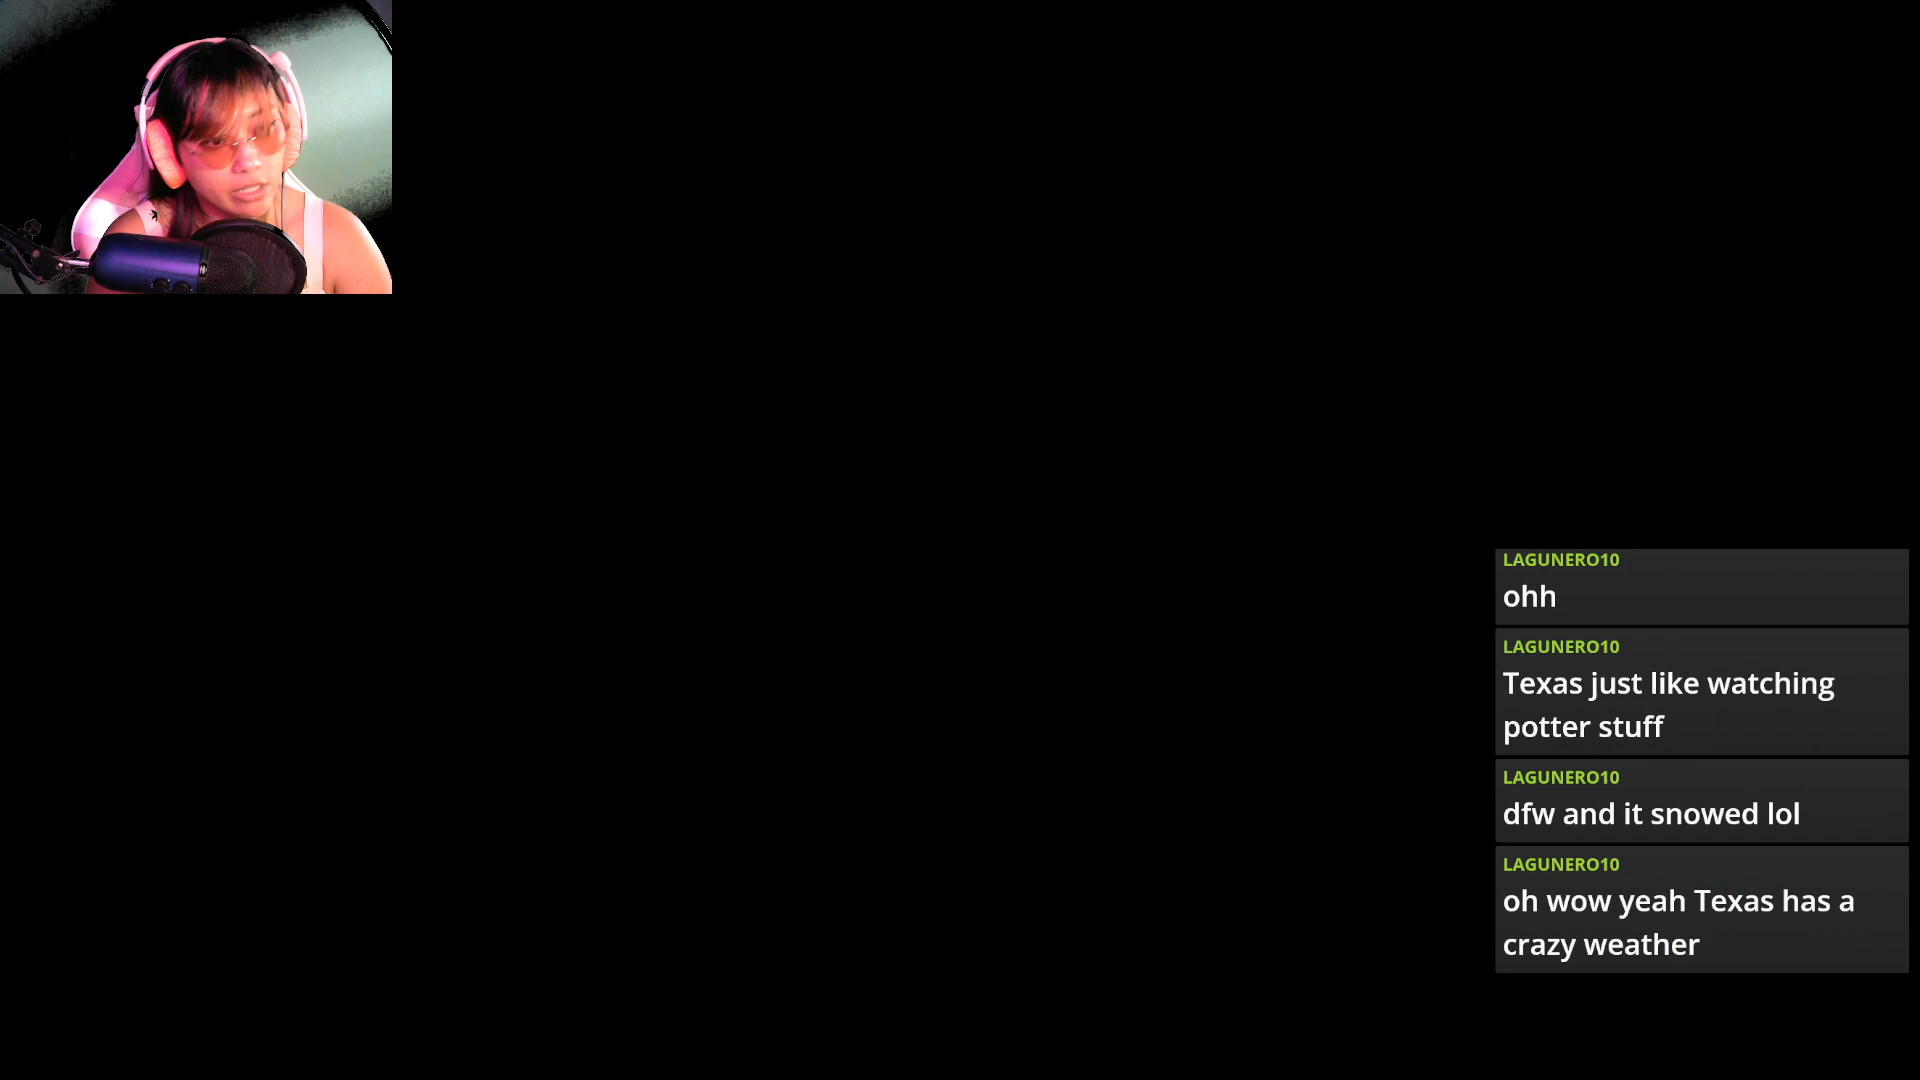 LAGUNERO10
ohh
LAGUNERO10
Texas just like watching
potter stuff
LAGUNERO10
dfw and it snowed lol
LAGUNERO10
oh wow yeah Texas has a
crazy weather